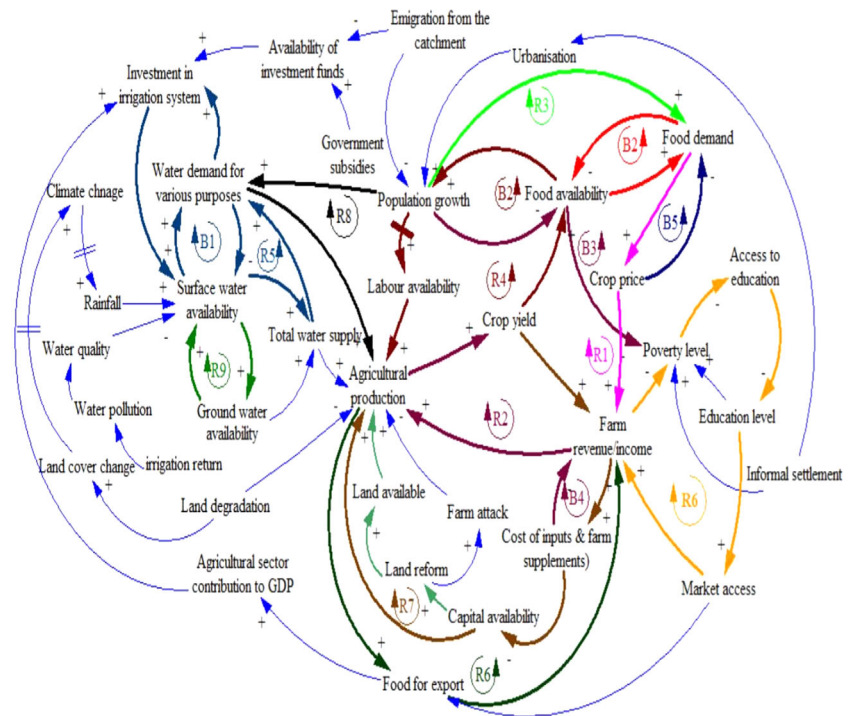 Emigration from the
catchment
Availability of
investment funds
Urbanisation
Investment in
irrigation system
Government
subsidies
R3
Food demand
B2
Water demand for
various purposes
Climate chnage
R8
Population growth
B2
Food availability
B1
R5
B3
B5
Access to
education
Surface water
availability
Rainfall
Labour availability
R4
Crop price
Total water supply
Crop yield
Water quality
R9
R1
Poverty level
Agricultural
production
Water pollution
Ground water
availability
R2
Farm
revenue/income
Education level
Land cover change
irrigation return
Informal settlement
Land degradation
Land available
Farm attack
B4
R6
Cost of inputs & farm
supplements)
Agricultural sector
contribution to GDP
Land reform
R7
Capital availability
Market access
Food for export
R6